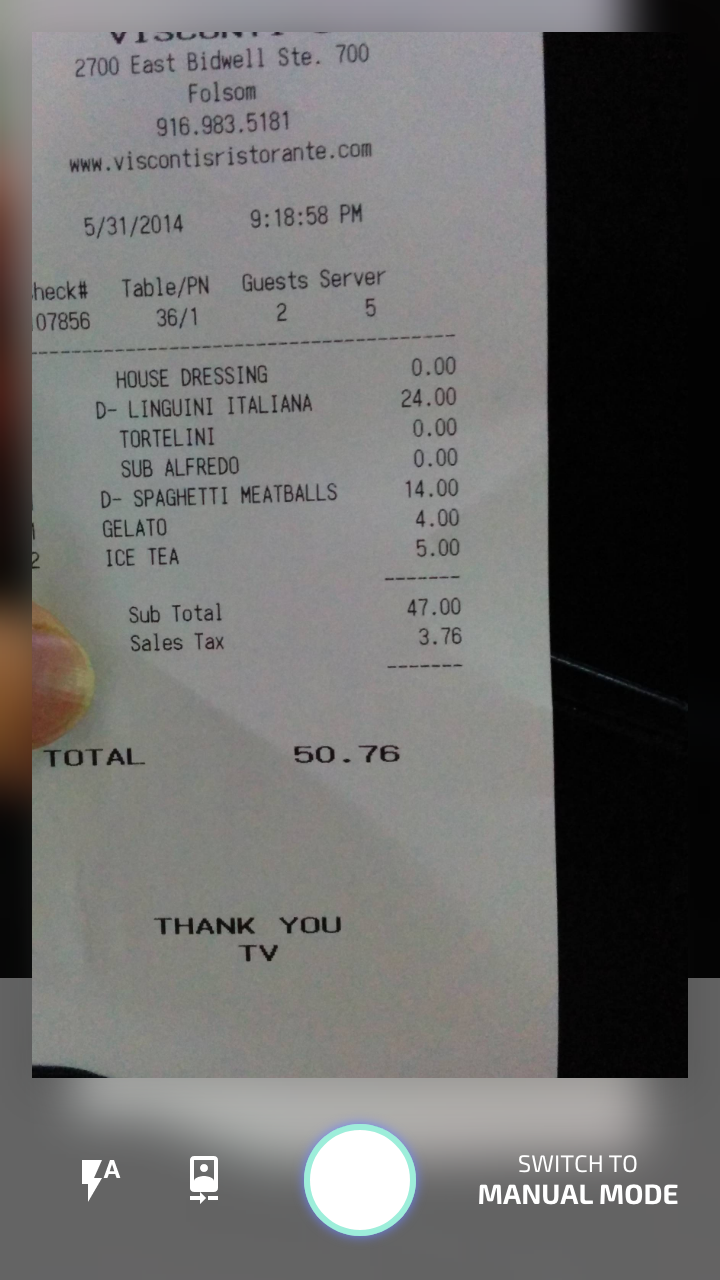 2700 East Bidwell Ste. 700
Folsom
916.983.5181
www.viscontisristorante.com
5/31/2014 9:18:58 PM
heck# Table/PN Guests Server
07856 36/1 2 5
HOUSE DRESSING 0.00
D- LINGUINI ITALIANA 24.00
TORTELINI 0.00
SUB ALFREDO 0.00
D- SPAGHETTI MEATBALLS 14.00
GELATO 4.00
2 ICE TEA 5.00
Sub Total 47.00
Sales Tax 3.76
TOTAL 50.76
THANK YOU
TV
A
SWITCH TO
MANUAL MODE